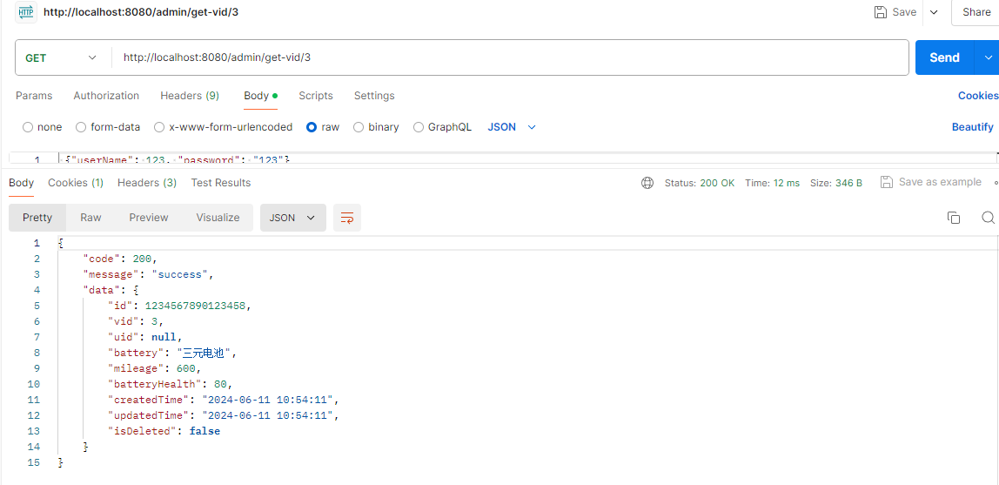 HTTP http://localhost:8080/admin/get-vid/3 Save Share
GET http://localhost:8080/admin/get-vid/3 Send
Params Authorization Headers (9) Body Scripts Settings Cookies
none form-data x-www-form-urlencoded raw binary GraphQL JSON Beautify
1 {"userName": 123, "password": "123"}
Body Cookies (1) Headers (3) Test Results Status: 200 OK Time: 12 ms Size: 346 B Save as example
Pretty Raw Preview Visualize JSON
1 {
2 "code": 200,
3 "message": "success",
4 "data": {
5 "id": 1234567890123458,
6 "vid": 3,
7 "uid": null,
8 "battery": "三元电池",
9 "mileage": 600,
10 "batteryHealth": 80,
11 "createdTime": "2024-06-11 10:54:11",
12 "updatedTime": "2024-06-11 10:54:11",
13 "isDeleted": false
14 }
15 }